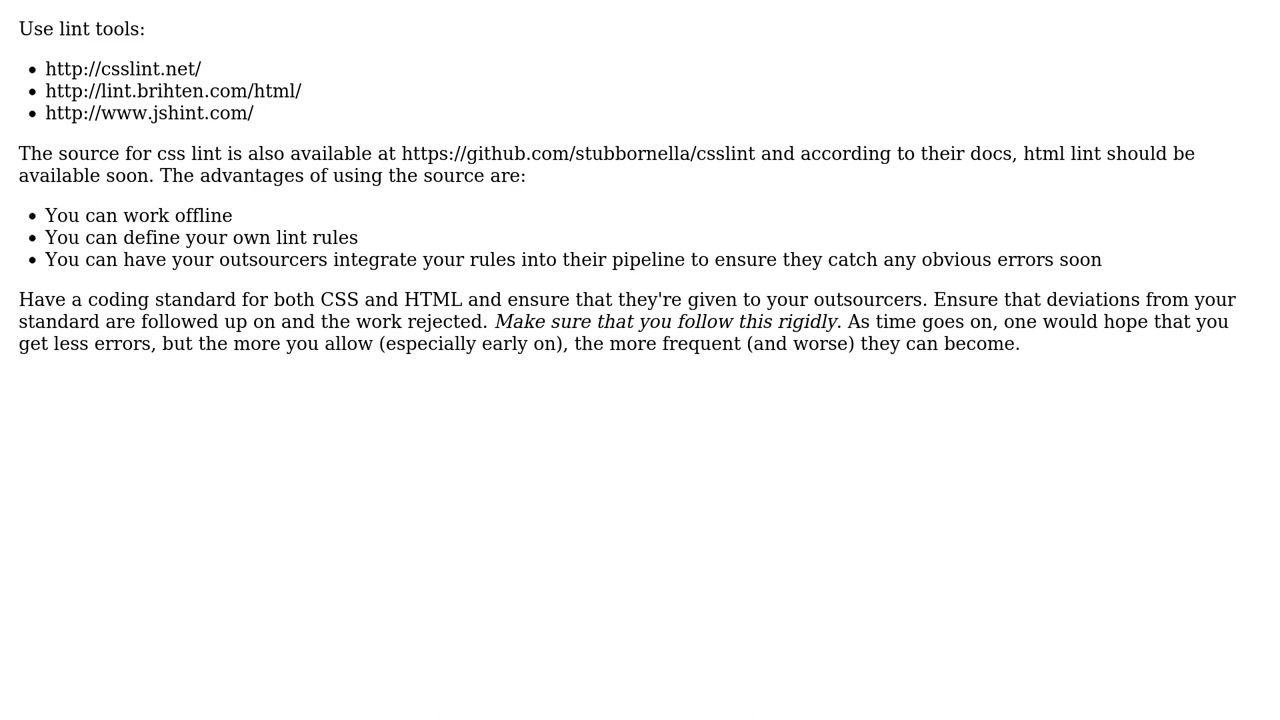 Use lint tools:
• http://csslint.net/
• http://lint.brihten.com/html/
• http://www.jshint.com/
The source for css lint is also available at https://github.com/stubbornella/csslint and according to their docs, html lint should be
available soon. The advantages of using the source are:
• You can work offline
• You can define your own lint rules
• You can have your outsourcers integrate your rules into their pipeline to ensure they catch any obvious errors soon
Have a coding standard for both CSS and HTML and ensure that they're given to your outsourcers. Ensure that deviations from your
standard are followed up on and the work rejected. Make sure that you follow this rigidly. As time goes on, one would hope that you
get less errors, but the more you allow (especially early on), the more frequent (and worse) they can become.